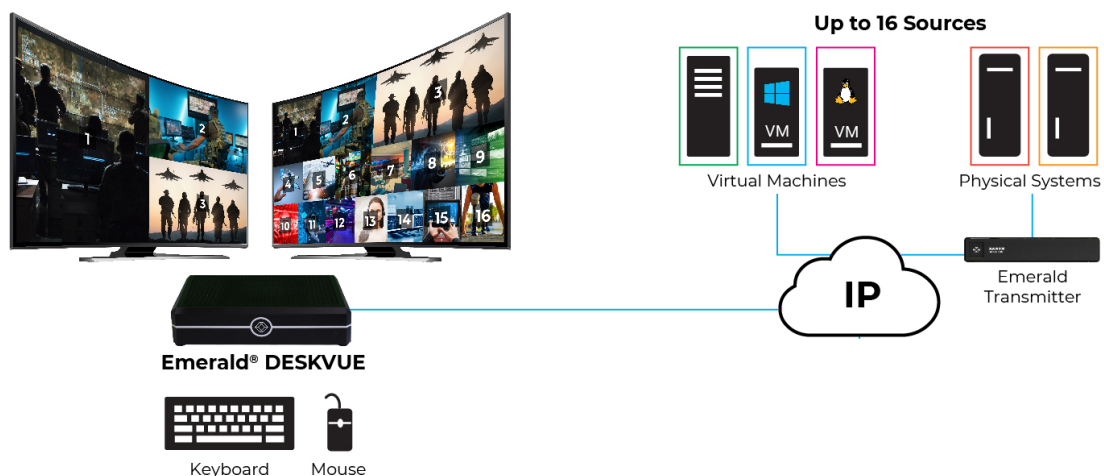 Up to 16 Sources
1
2
3
1
2
3
4
5
6
7
8
9
10
11
12
13
14
15
16
VM
VM
Virtual Machines
Physical Systems
IP
Emerald
Transmitter
Emerald® DESKVUE
Keyboard
Mouse